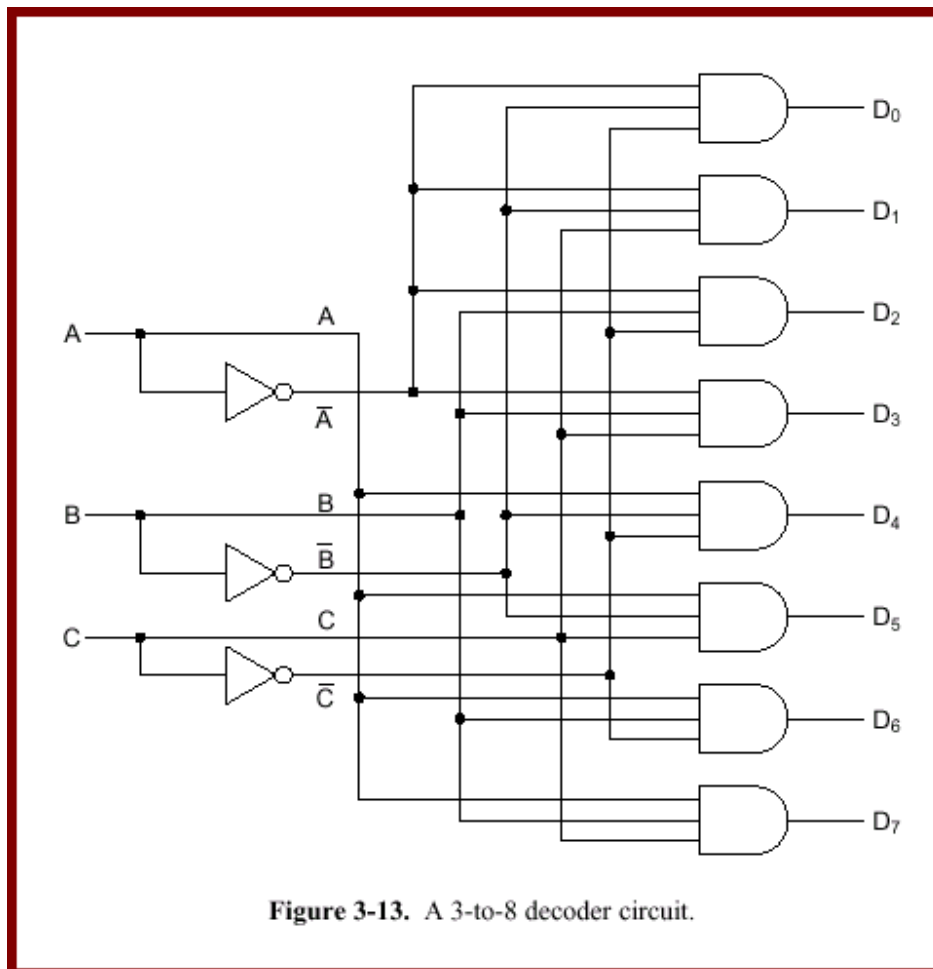 D₀
D₁
D₂
A A
A̅
D₃
B B
D₄
B̅
C C
D₅
C̅
D₆
D₇
Figure 3-13. A 3-to-8 decoder circuit.